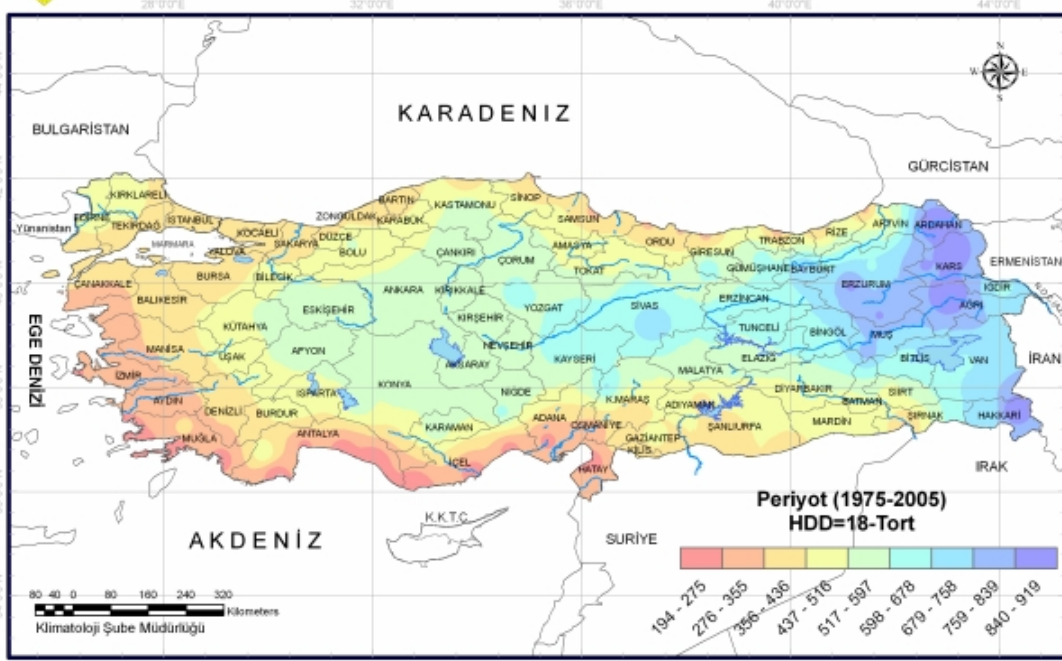 28°0'0"E 32°0'0"E 36°0'0"E 40°0'0"E 44°0'0"E
N
W E
S
KARADENIZ
BULGARİSTAN
GÜRCİSTAN
KIRKLARELİ
EDİRNE
TEKİRDAĞ
İSTANBUL
Yünanistan
MARMARA
KOCAELİ
YALOVA
SAKARYA
DÜZCE
ZONGULDAK
BARTIN
KARABÜK
KASTAMONU
SİNOP
SAMSUN
BOLU
ÇANKIRI
ÇORUM
AMASYA
TOKAT
ORDU
GİRESUN
TRABZON
RİZE
ARTVİN
ARDAHAN
GÜMÜŞHANE
BAYBURT
KARS
ERMENİSTAN
IĞDIR
ÇANAKKALE
BURSA
BİLECİK
BALIKESİR
ESKİŞEHİR
ANKARA
KIRIKKALE
KIRŞEHİR
YOZGAT
SİVAS
ERZİNCAN
ERZURUM
AĞRI
KÜTAHYA
MANİSA
UŞAK
AFYON
NEVŞEHİR
AKSARAY
KAYSERİ
TUNCELİ
BİNGÖL
MUŞ
ELAZIĞ
BİTLİS
VAN
İRAN
EGE DENİZİ
İZMİR
AYDIN
DENİZLİ
BURDUR
ISPARTA
KONYA
NIGDE
MALATYA
K.MARAŞ
ADIYAMAN
DİYARBAKIR
BATMAN
SIIRT
ŞIRNAK
HAKKARİ
MUĞLA
ANTALYA
KARAMAN
İÇEL
ADANA
OSMANİYE
GAZİANTEP
KİLİS
ŞANLIURFA
MARDİN
HATAY
IRAK
AKDENİZ
K.K.T.C.
SURİYE
Periyot (1975-2005)
HDD=18-Tort
194 - 275
276 - 355
356 - 436
437 - 516
517 - 597
598 - 678
679 - 758
759 - 839
840 - 919
80 40 0 80 160 240 320
Kilometers
Klimatoloji Şube Müdürlüğü